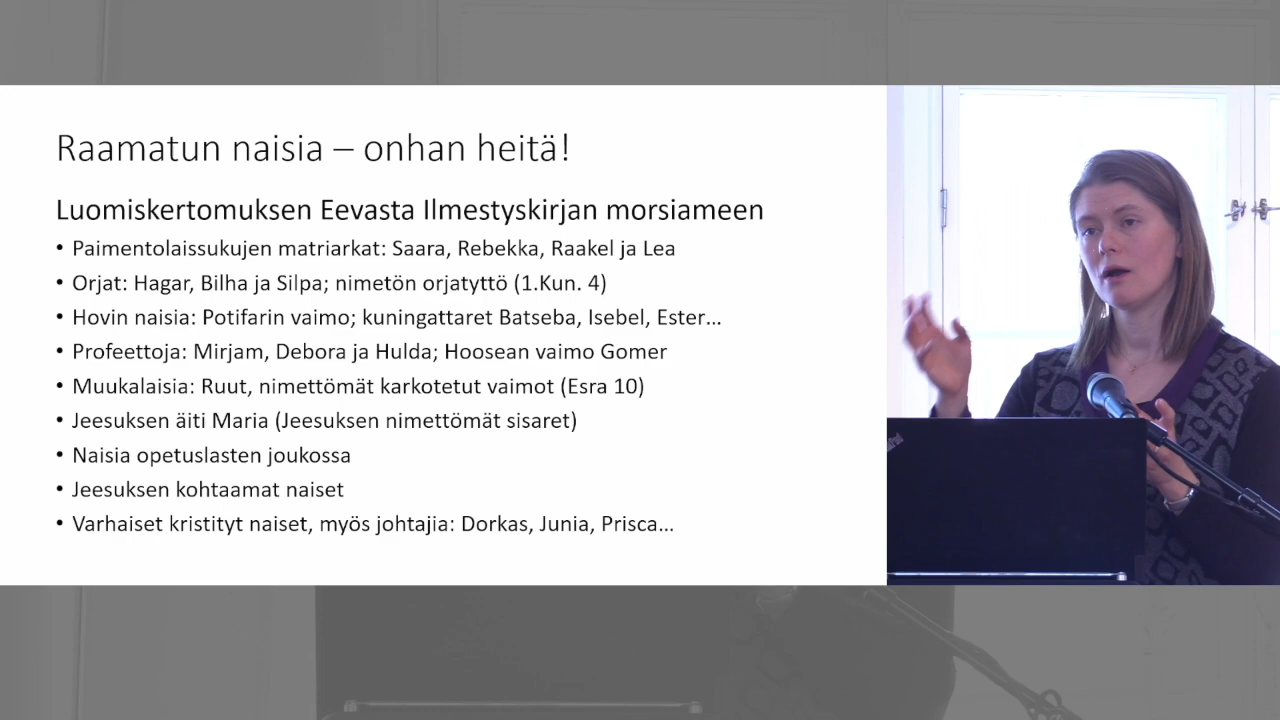 Raamatun naisia – onhan heitä!
Luomiskertomuksen Eevasta Ilmestyskirjan morsiameen
• Paimentolaissukujen matriarkat: Saara, Rebekka, Raakel ja Lea
• Orjat: Hagar, Bilha ja Silpa; nimetön orjatyttö (1.Kun. 4)
• Hovin naisia: Potifarin vaimo; kuningattaret Batseba, Isebel, Ester…
• Profeettoja: Mirjam, Debora ja Hulda; Hoosean vaimo Gomer
• Muukalaisia: Ruut, nimettömät karkotetut vaimot (Esra 10)
• Jeesuksen äiti Maria (Jeesuksen nimettömät sisaret)
• Naisia opetuslasten joukossa
• Jeesuksen kohtaamat naiset
• Varhaiset kristityt naiset, myös johtajia: Dorkas, Junia, Prisca…